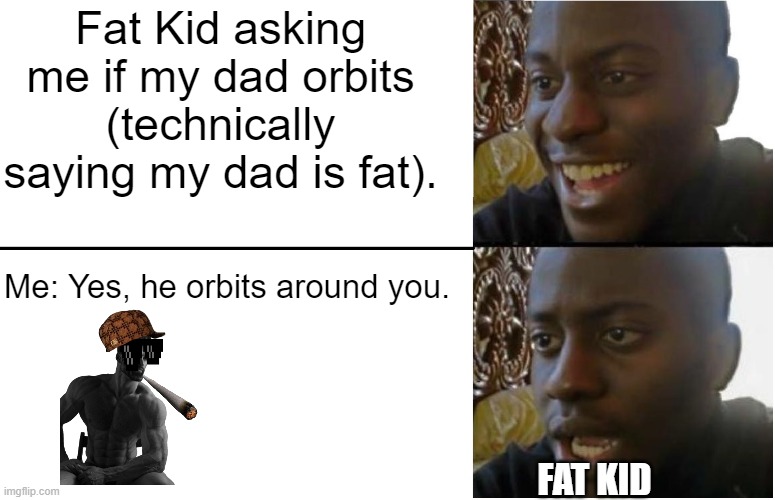 Fat Kid asking
me if my dad orbits
(technically
saying my dad is fat).
Me: Yes, he orbits around you.
FAT KID
imgflip.com